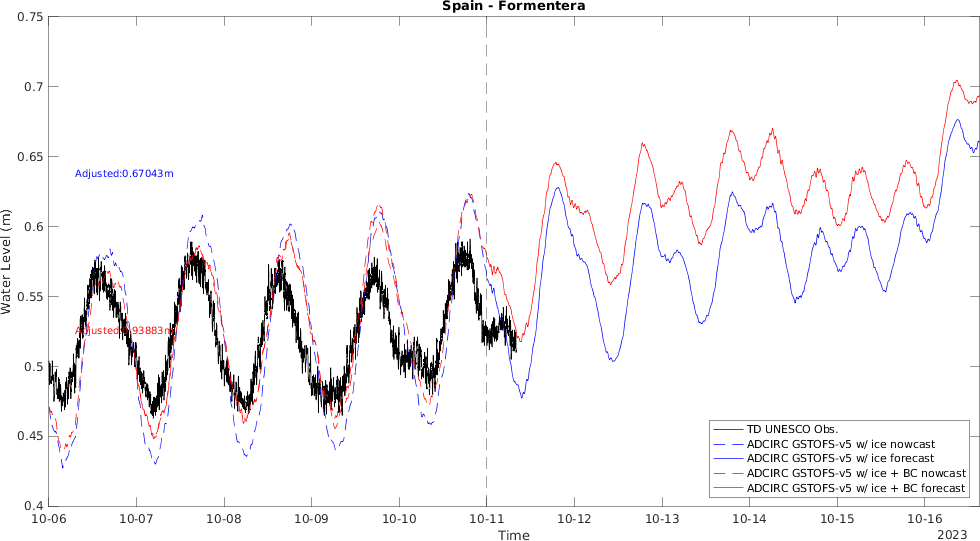 Spain - Formentera
0.75
0.7
0.65
0.6
0.55
0.5
0.45
0.4
Water Level (m)
Adjusted:0.67043m
Adjusted:0.93883m
TD UNESCO Obs.
ADCIRC GSTOFS-v5 w/ ice nowcast
ADCIRC GSTOFS-v5 w/ ice forecast
ADCIRC GSTOFS-v5 w/ ice + BC nowcast
ADCIRC GSTOFS-v5 w/ ice + BC forecast
10-06 10-07 10-08 10-09 10-10 10-11 10-12 10-13 10-14 10-15 10-16
Time
2023